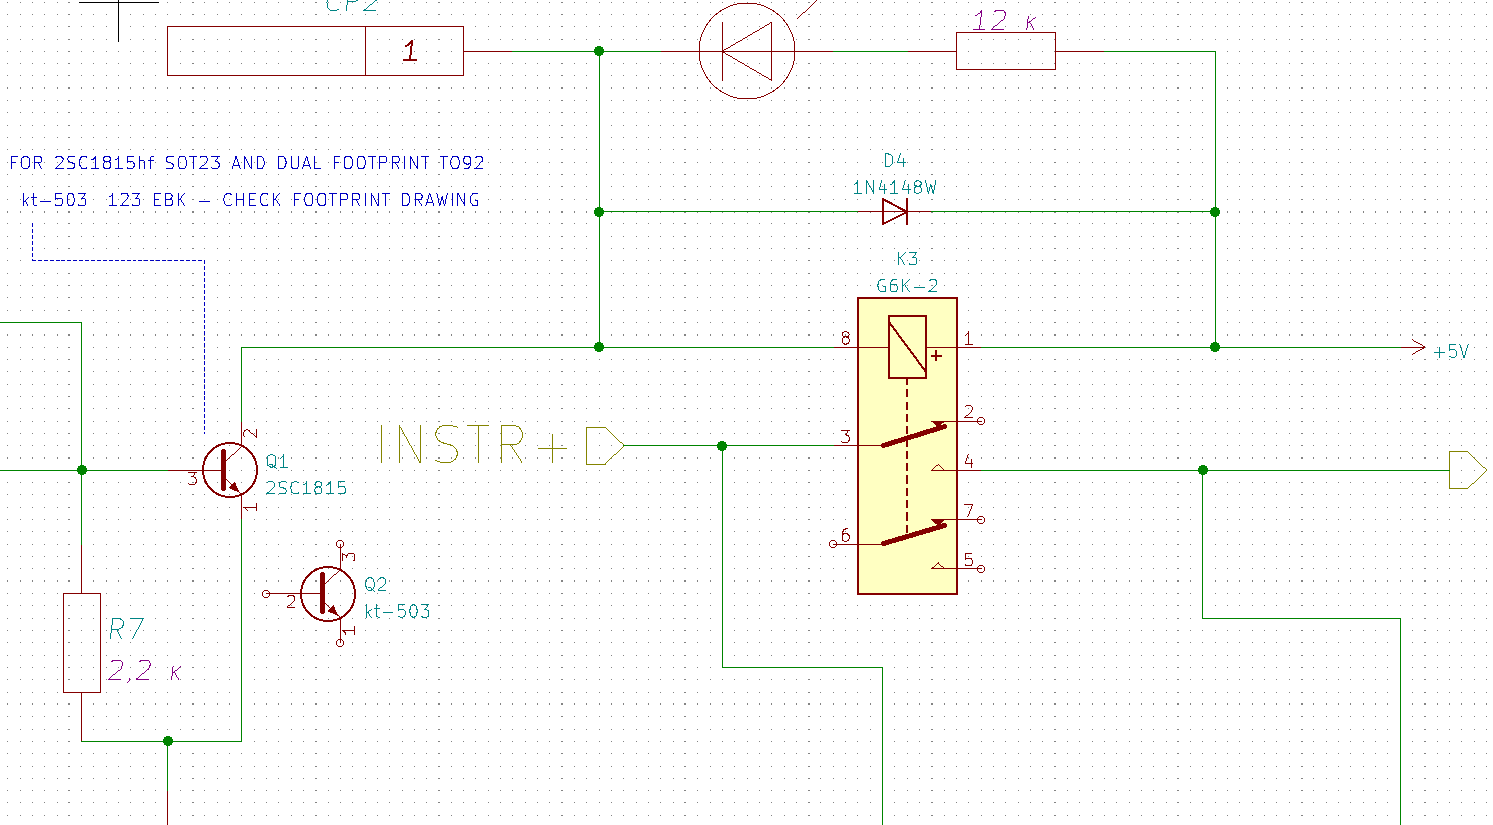 CP2
1
12 к
FOR 2SC1815hf SOT23 AND DUAL FOOTPRINT TO92
kt-503 123 EBK - CHECK FOOTPRINT DRAWING
D4
1N4148W
K3
G6K-2
8
1
+5V
2
INSTR+
3
2
4
3
Q1
2SC1815
1
7
6
5
3
Q2
2
kt-503
1
R7
2,2 к